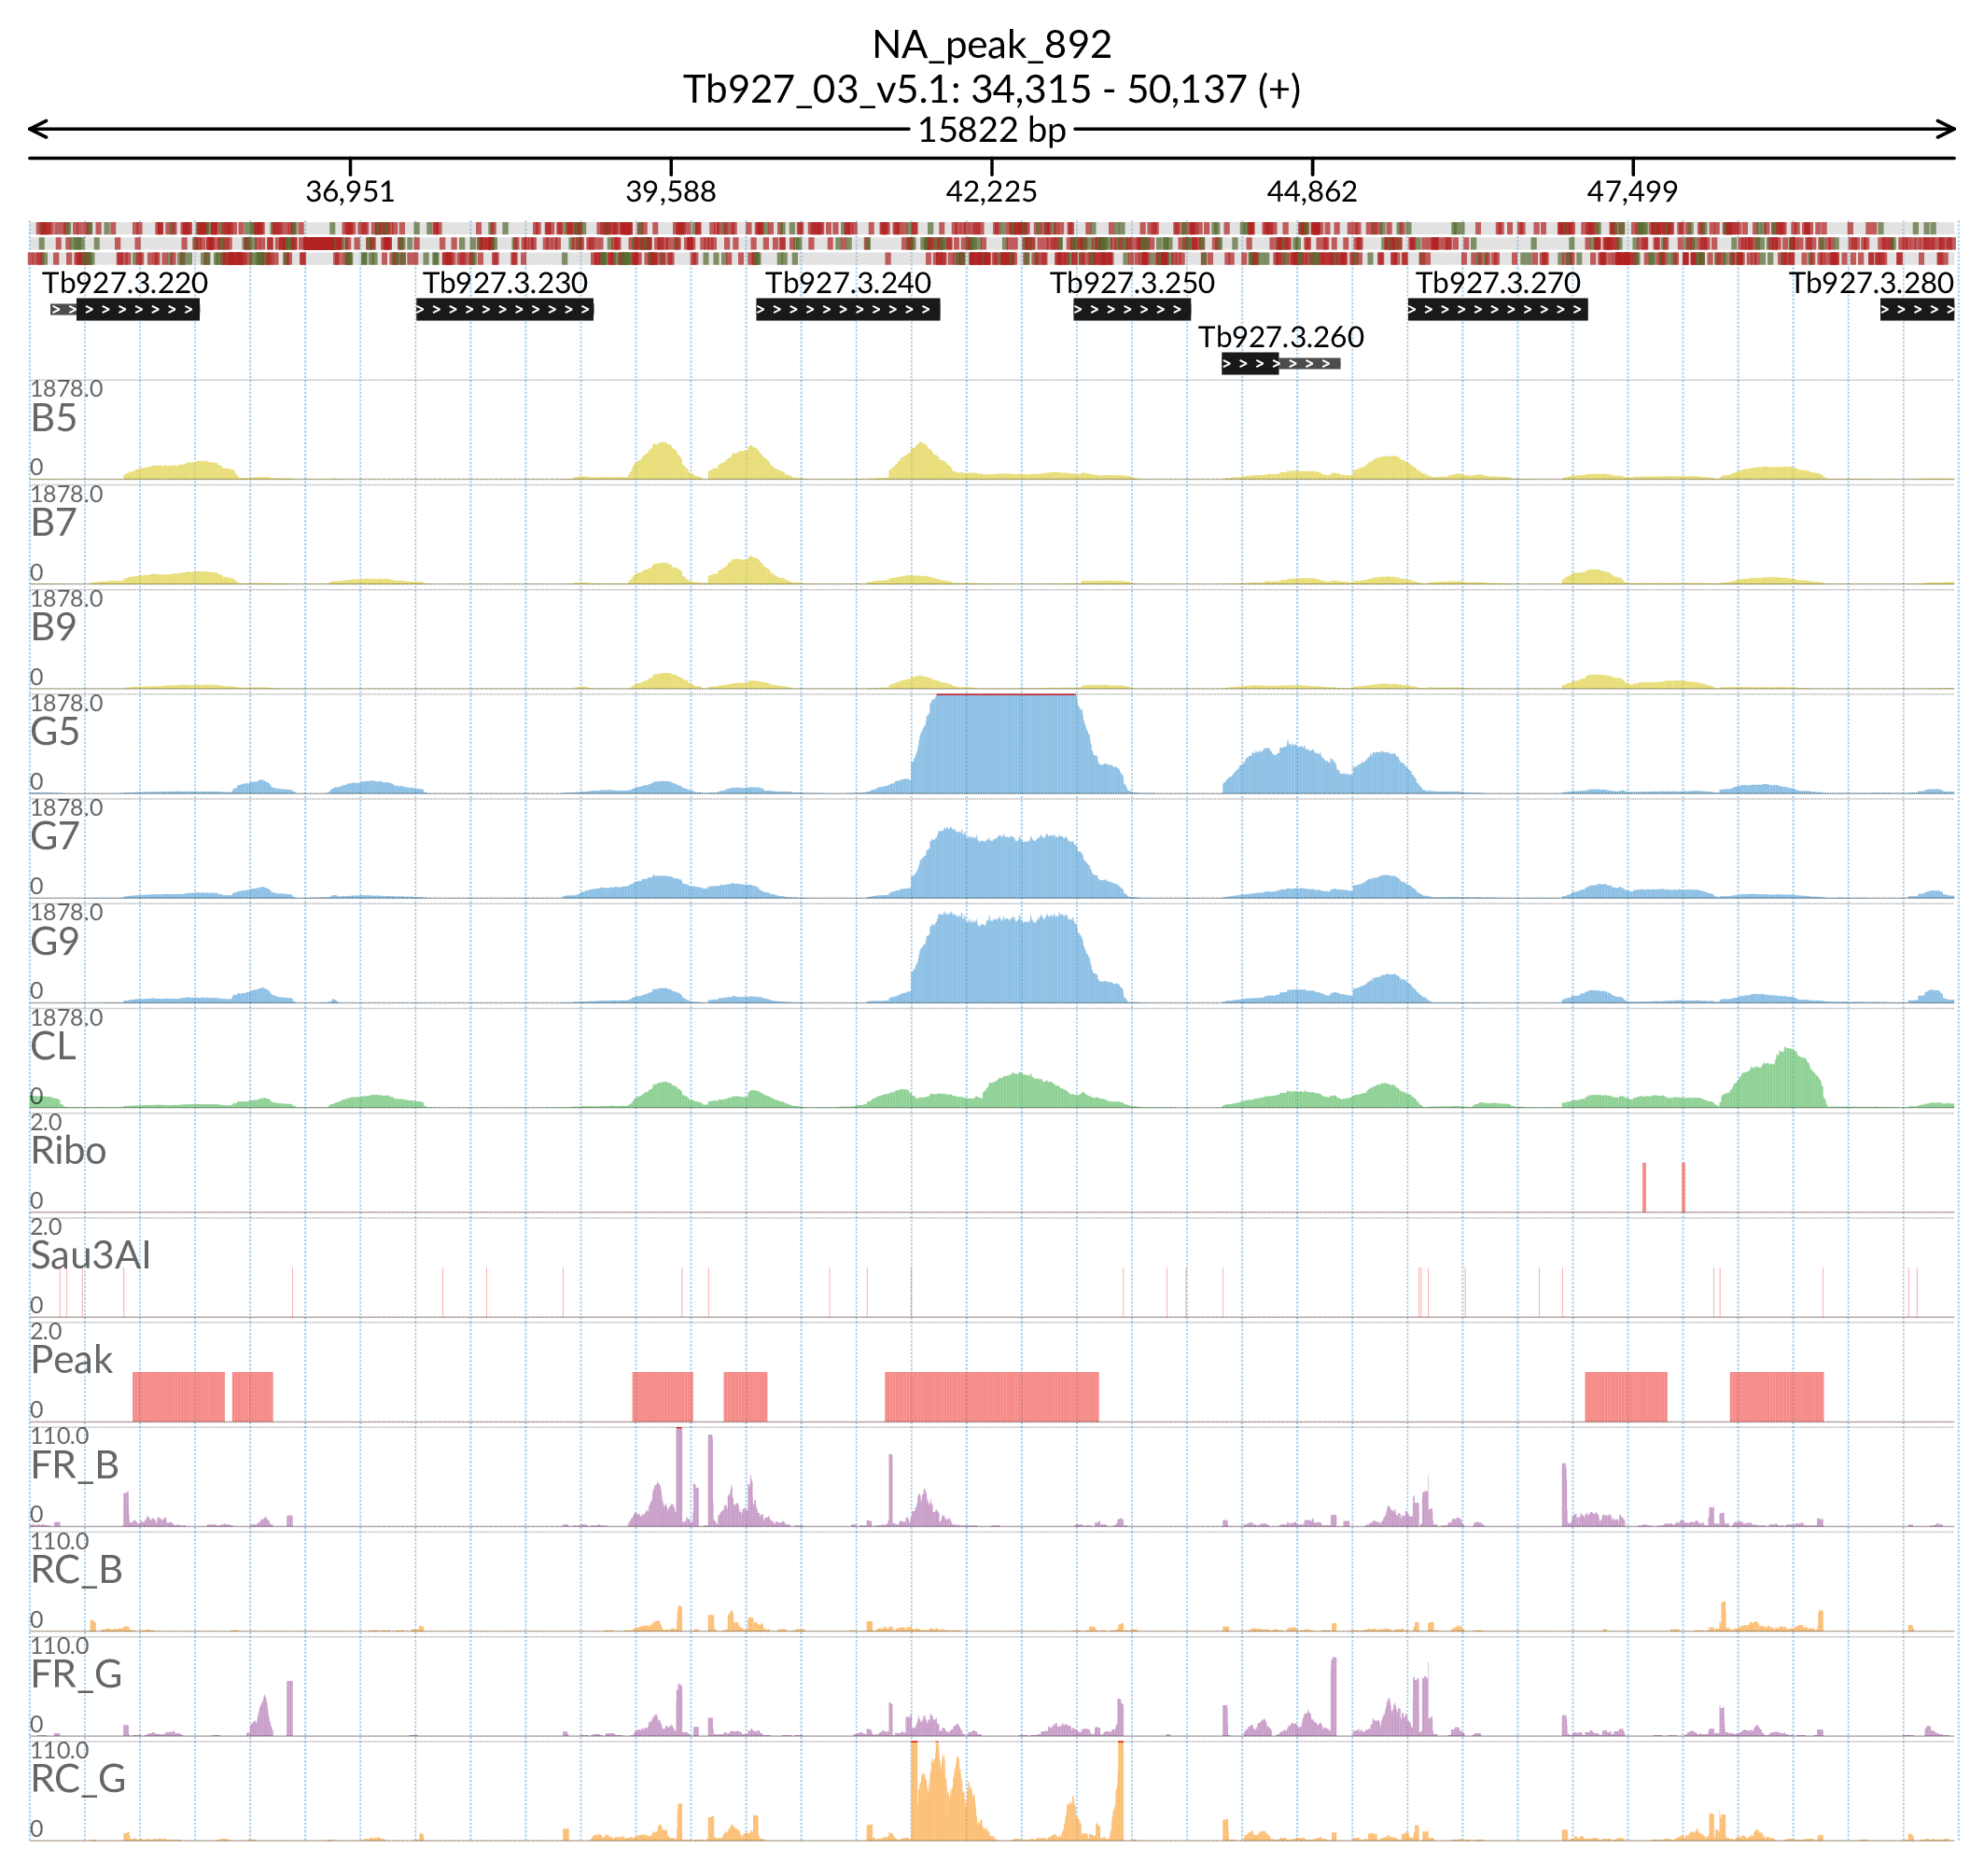 NA_peak_892
Tb927_03_v5.1: 34,315 - 50,137 (+)
15822 bp
36,951 39,588 42,225 44,862 47,499
Tb927.3.220 Tb927.3.230 Tb927.3.240 Tb927.3.250 Tb927.3.270 Tb927.3.280
Tb927.3.260
1878.0
B5
0
1878.0
B7
0
1878.0
B9
0
1878.0
G5
0
1878.0
G7
0
1878.0
G9
0
1878.0
CL
0
2.0
Ribo
0
2.0
Sau3AI
0
2.0
Peak
0
110.0
FR_B
0
110.0
RC_B
0
110.0
FR_G
0
110.0
RC_G
0